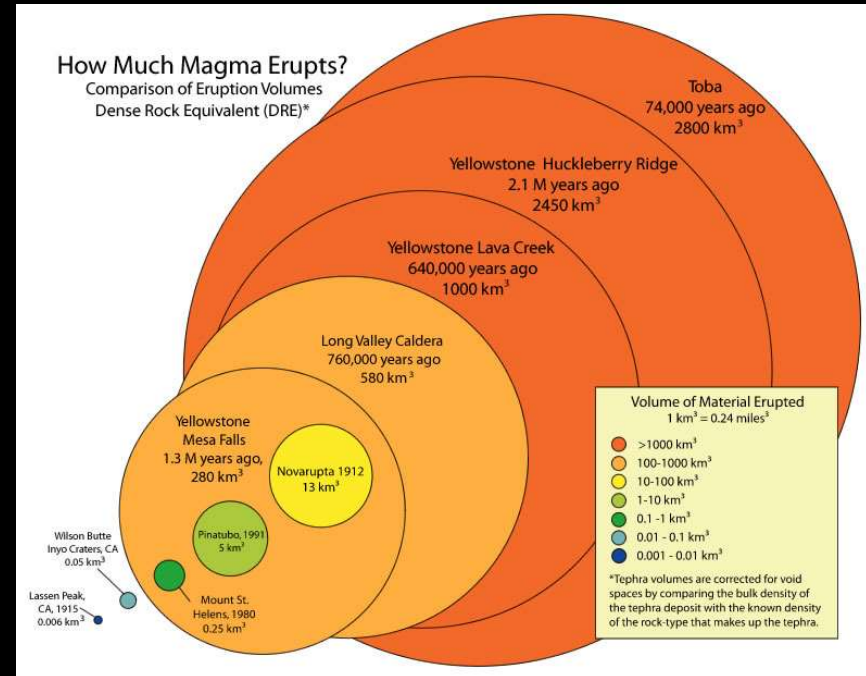 How Much Magma Erupts?
Comparison of Eruption Volumes
Dense Rock Equivalent (DRE)*
Toba
74,000 years ago
2800 km³
Yellowstone Huckleberry Ridge
2.1 M years ago
2450 km³
Yellowstone Lava Creek
640,000 years ago
1000 km³
Long Valley Caldera
760,000 years ago
580 km³
Yellowstone
Mesa Falls
1.3 M years ago,
280 km³
Novarupta 1912
13 km³
Pinatubo, 1991
5 km³
Wilson Butte
Inyo Craters, CA
0.05 km³
Lassen Peak,
CA, 1915
0.006 km³
Mount St.
Helens, 1980
0.25 km³
Volume of Material Erupted
1 km³ = 0.24 miles³
>1000 km³
100-1000 km³
10-100 km³
1-10 km³
0.1 -1 km³
0.01 - 0.1 km³
0.001 - 0.01 km³
*Tephra volumes are corrected for void
spaces by comparing the bulk density of
the tephra deposit with the known density
of the rock-type that makes up the tephra.